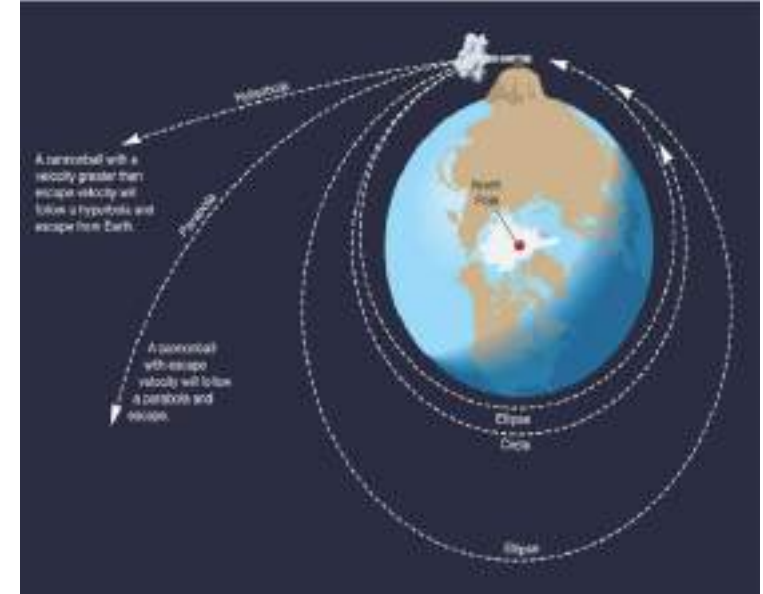 Hyperbola
A cannonball with a
velocity greater than
escape velocity will
follow a hyperbola and
escape from Earth.
Parabola
North
Pole
A cannonball
with escape
velocity will follow
a parabola and
escape.
Ellipse
Circle
Ellipse